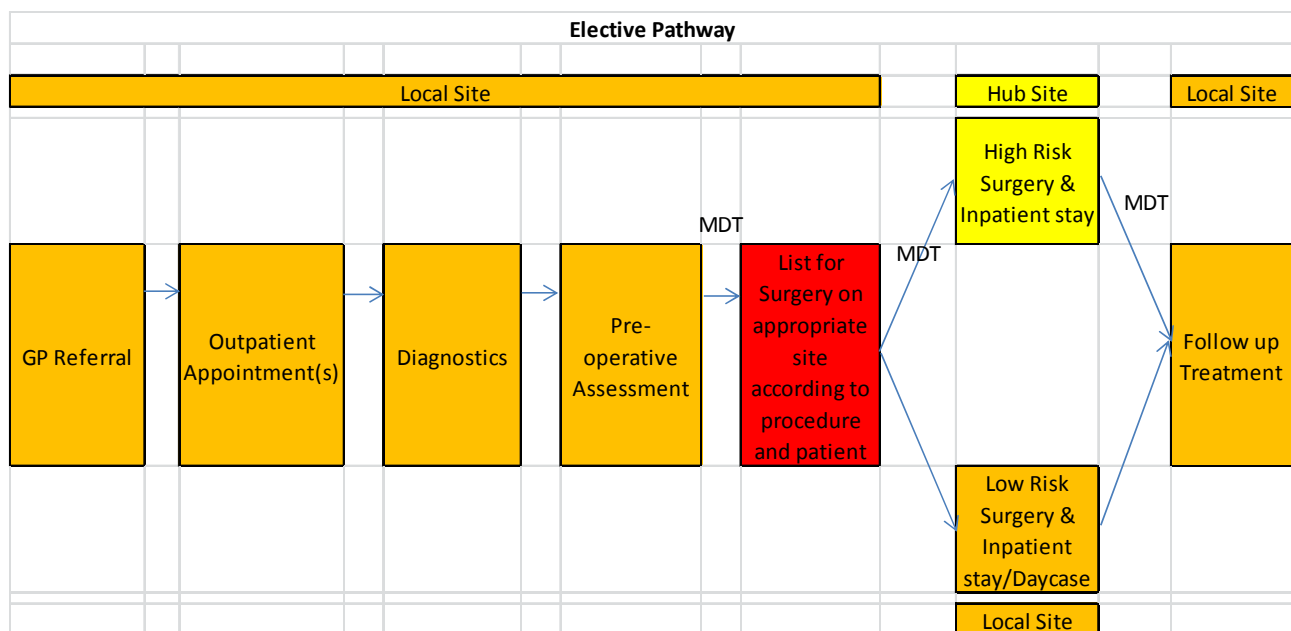 Elective Pathway
Local Site
Hub Site
Local Site
High Risk
Surgery &
Inpatient stay
MDT
MDT
MDT
GP Referral
Outpatient
Appointment(s)
Diagnostics
Pre-
operative
Assessment
List for
Surgery on
appropriate
site
according to
procedure
and patient
Follow up
Treatment
Low Risk
Surgery &
Inpatient
stay/Daycase
Local Site